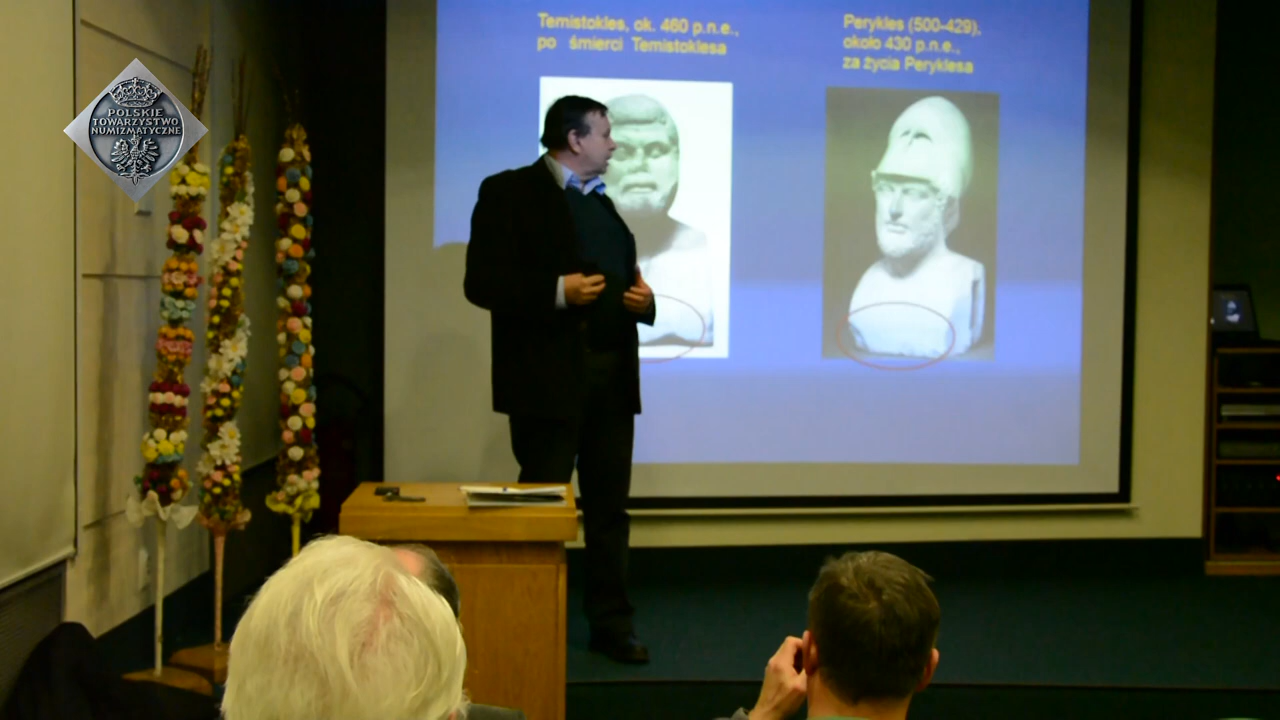 POLSKIE
TOWARZYSTWO
NUMIZMATYCZNE
Temistokles, ok. 460 p.n.e.,
po śmierci Temistoklesa
Perykles (500-429),
około 430 p.n.e.,
za życia Peryklesa